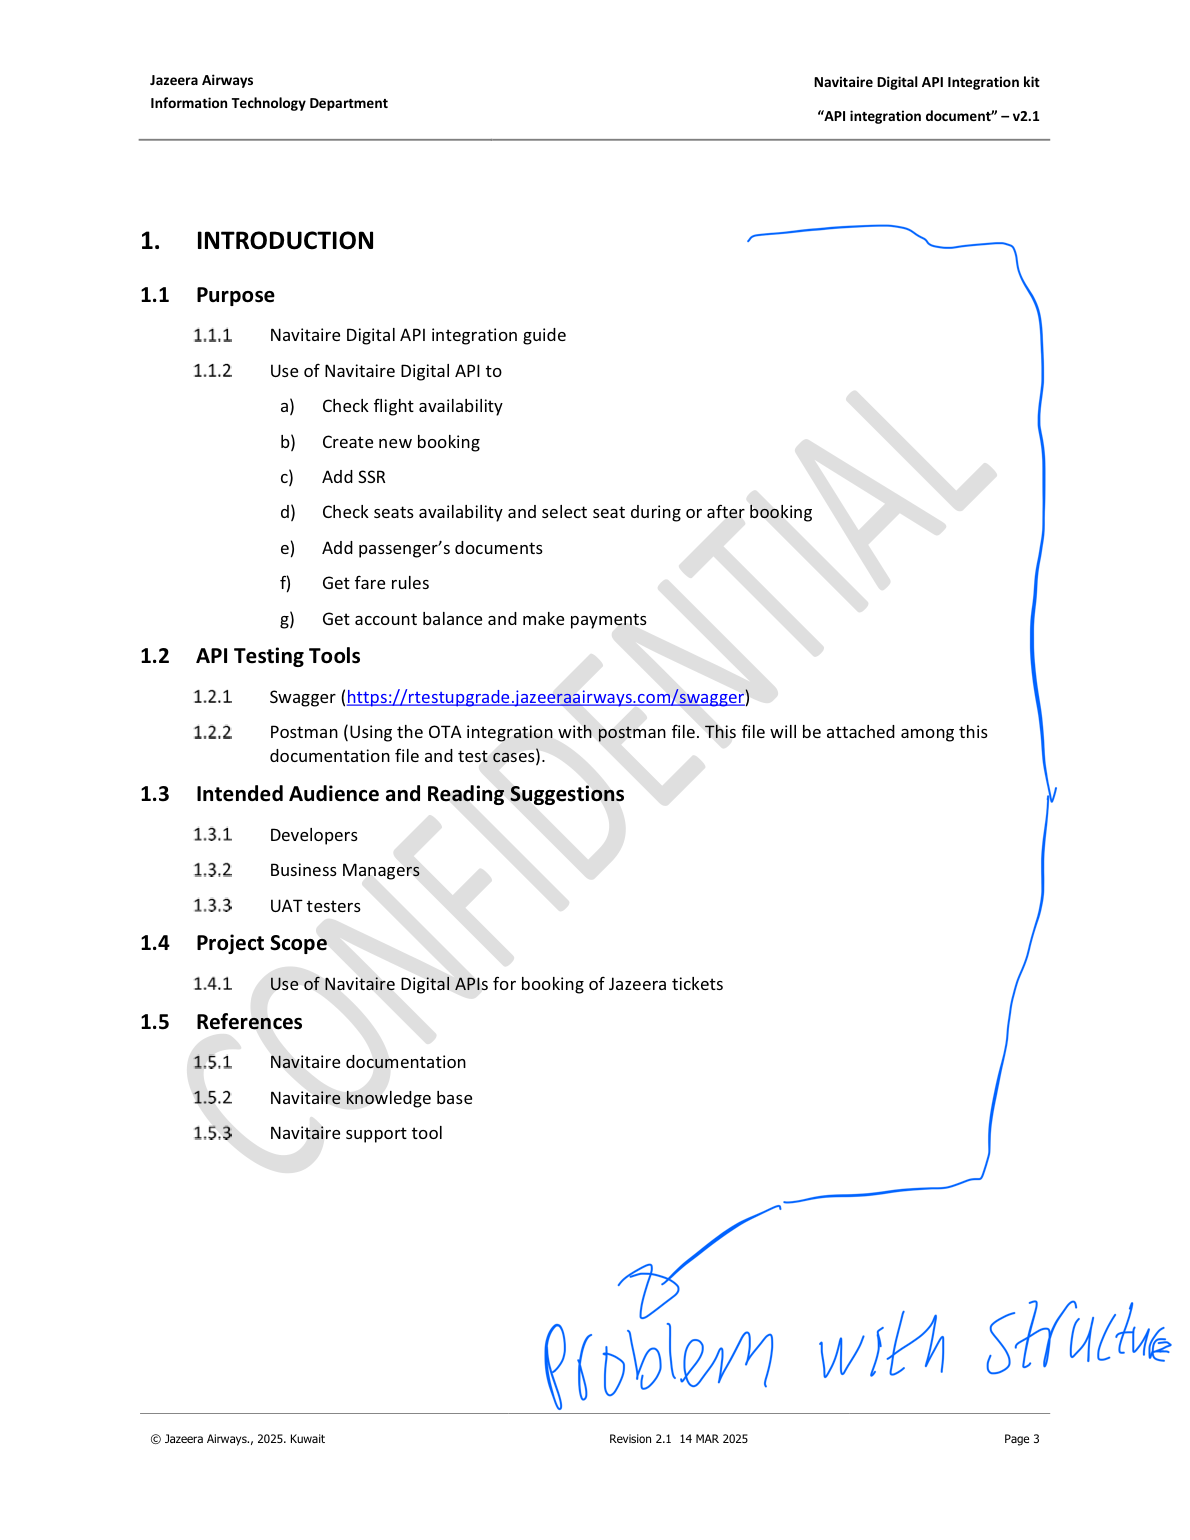 Jazeera Airways
Information Technology Department
Navitaire Digital API Integration kit
“API integration document” – v2.1
1. INTRODUCTION
1.1 Purpose
1.1.1 Navitaire Digital API integration guide
1.1.2 Use of Navitaire Digital API to
a) Check flight availability
b) Create new booking
c) Add SSR
d) Check seats availability and select seat during or after booking
e) Add passenger’s documents
f) Get fare rules
g) Get account balance and make payments
1.2 API Testing Tools
1.2.1 Swagger (https://rtestupgrade.jazeeraairways.com/swagger)
1.2.2 Postman (Using the OTA integration with postman file. This file will be attached among this
documentation file and test cases).
1.3 Intended Audience and Reading Suggestions
1.3.1 Developers
1.3.2 Business Managers
1.3.3 UAT testers
1.4 Project Scope
1.4.1 Use of Navitaire Digital APIs for booking of Jazeera tickets
1.5 References
1.5.1 Navitaire documentation
1.5.2 Navitaire knowledge base
1.5.3 Navitaire support tool
CONFIDENTIAL
Problem with structue
© Jazeera Airways., 2025. Kuwait Revision 2.1 14 MAR 2025 Page 3